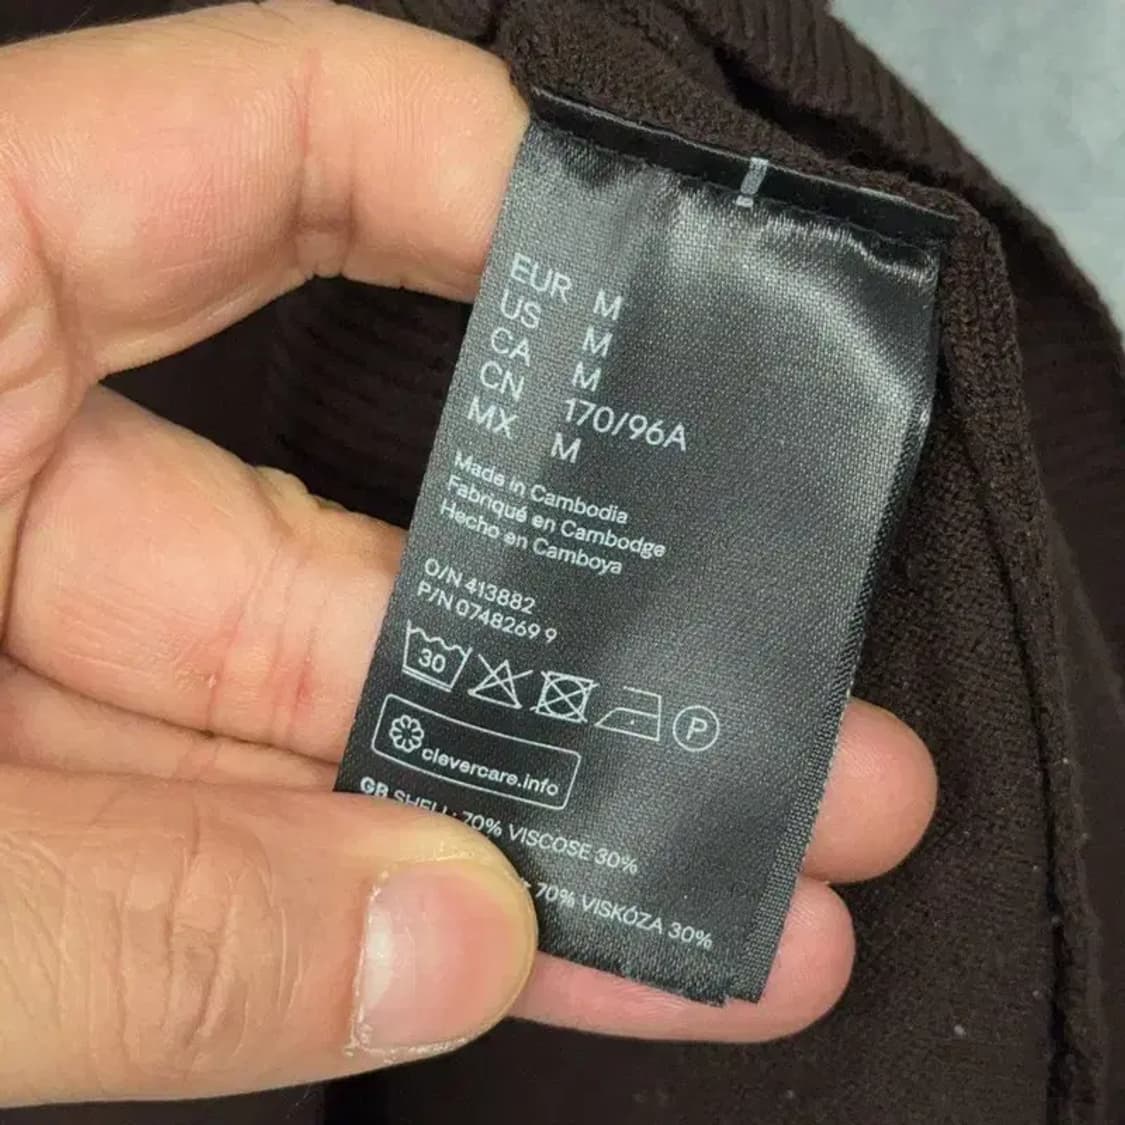 EUR M
US M
CA M
CN 170/96A
MX M
Made in Cambodia
Fabriqué en Cambodge
Hecho en Camboya
O/N 413882
P/N 0748269 9
30
P
clevercare.info
GB SHELL: 70% VISCOSE 30%
70% VISKÓZA 30%